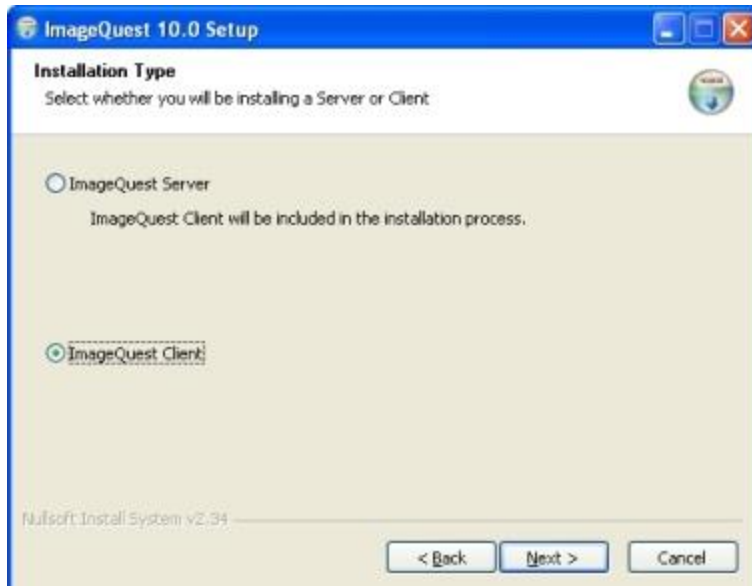 ImageQuest 10.0 Setup
Installation Type
Select whether you will be installing a Server or Client
ImageQuest Server
ImageQuest Client will be included in the installation process.
ImageQuest Client
Nullsoft Install System v2.34
< Back
Next >
Cancel